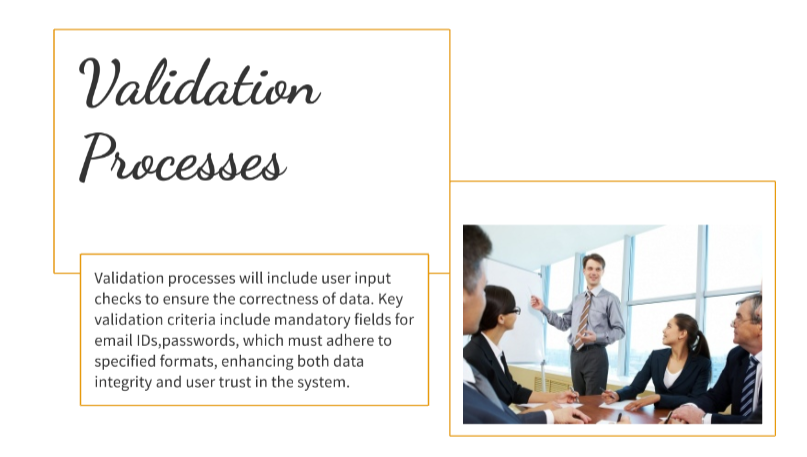 Validation
Processes
Validation processes will include user input
checks to ensure the correctness of data. Key
validation criteria include mandatory fields for
email IDs,passwords, which must adhere to
specified formats, enhancing both data
integrity and user trust in the system.